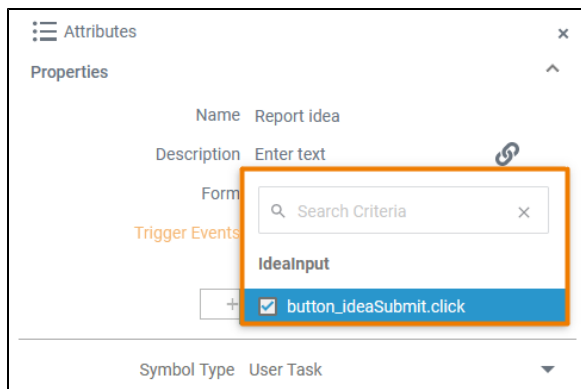 Attributes
Properties
Name Report idea
Description Enter text
Form
Search Criteria
Trigger Events
IdeaInput
button_ideaSubmit.click
Symbol Type User Task